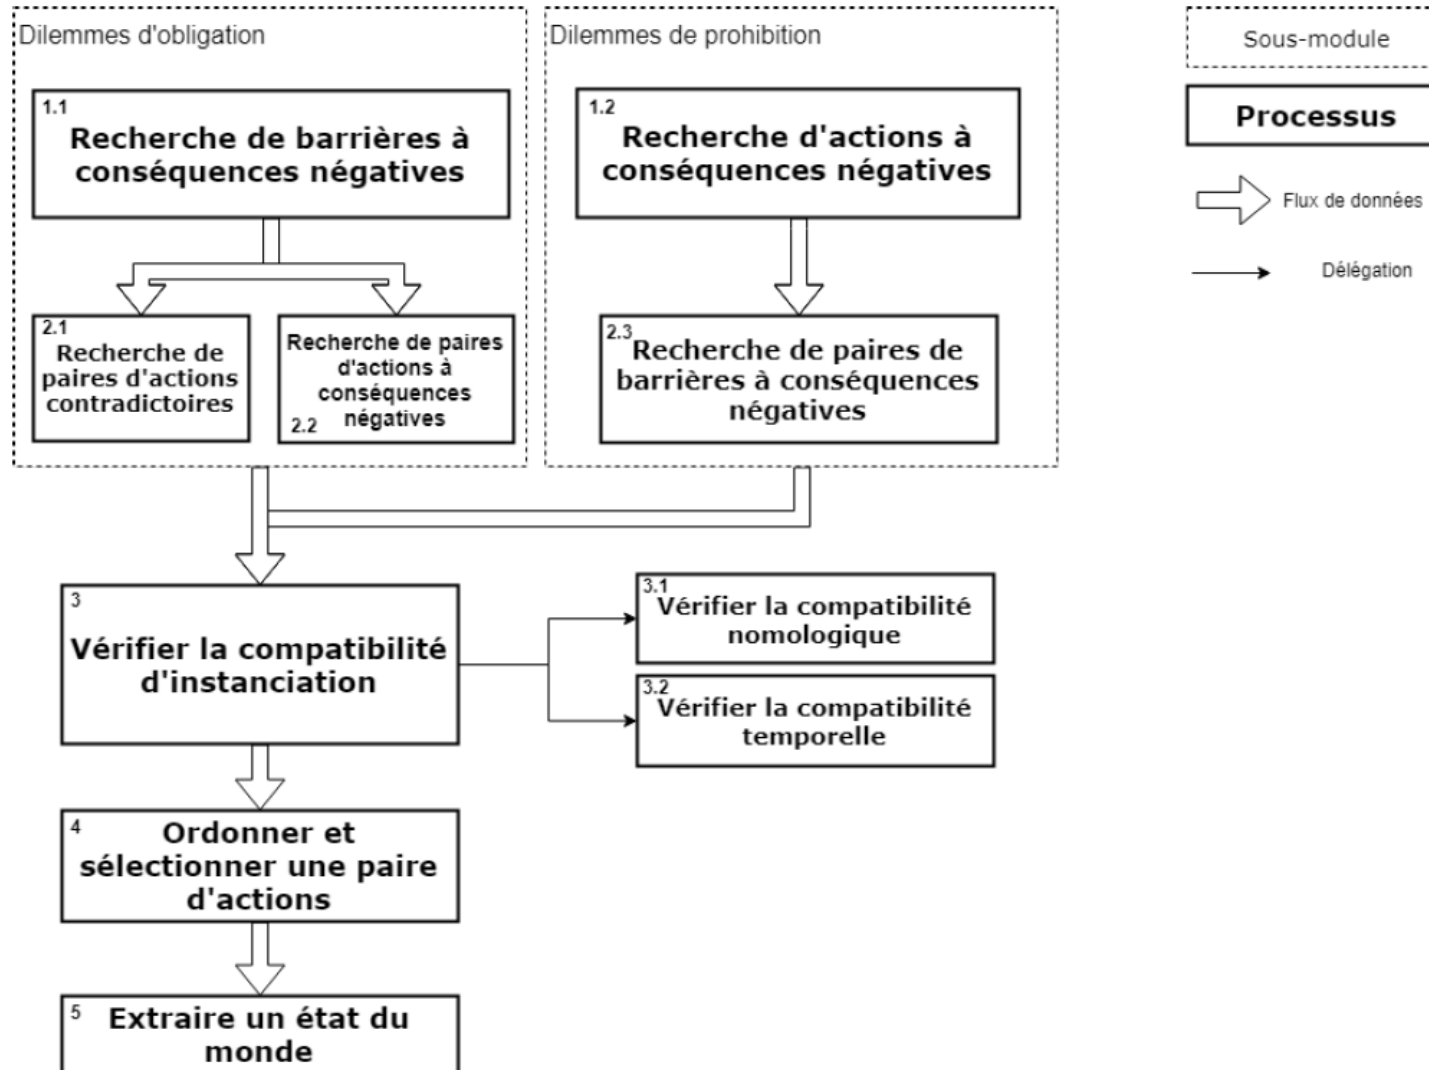 Dilemmes d'obligation
1.1
Recherche de barrières à
conséquences négatives
2.1
Recherche de
paires d'actions
contradictoires
Recherche de paires
d'actions à
conséquences
négatives
2.2
Dilemmes de prohibition
1.2
Recherche d'actions à
conséquences négatives
2.3
Recherche de paires de
barrières à conséquences
négatives
3
Vérifier la compatibilité
d'instanciation
3.1
Vérifier la compatibilité
nomologique
3.2
Vérifier la compatibilité
temporelle
4
Ordonner et
sélectionner une paire
d'actions
5
Extraire un état du
monde
Sous-module
Processus
Flux de données
Délégation